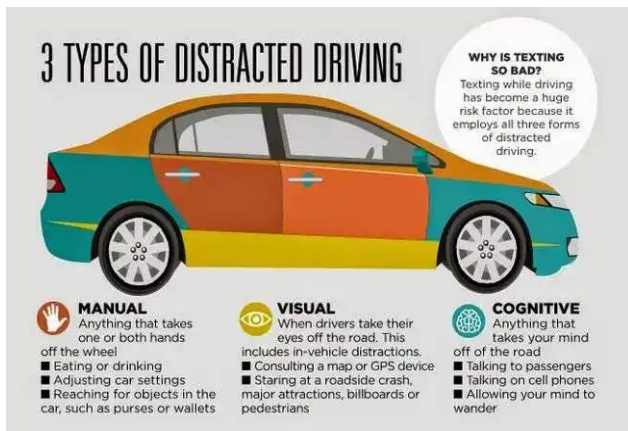 3 TYPES OF DISTRACTED DRIVING
WHY IS TEXTING
SO BAD?
Texting while driving
has become a huge
risk factor because it
employs all three forms
of distracted
driving.
MANUAL
Anything that takes
one or both hands
off the wheel
■ Eating or drinking
■ Adjusting car settings
■ Reaching for objects in the
car, such as purses or wallets
VISUAL
When drivers take their
eyes off the road. This
includes in-vehicle distractions.
■ Consulting a map or GPS device
■ Staring at a roadside crash,
major attractions, billboards or
pedestrians
COGNITIVE
Anything that
takes your mind
off of the road
■ Talking to passengers
■ Talking on cell phones
■ Allowing your mind to
wander